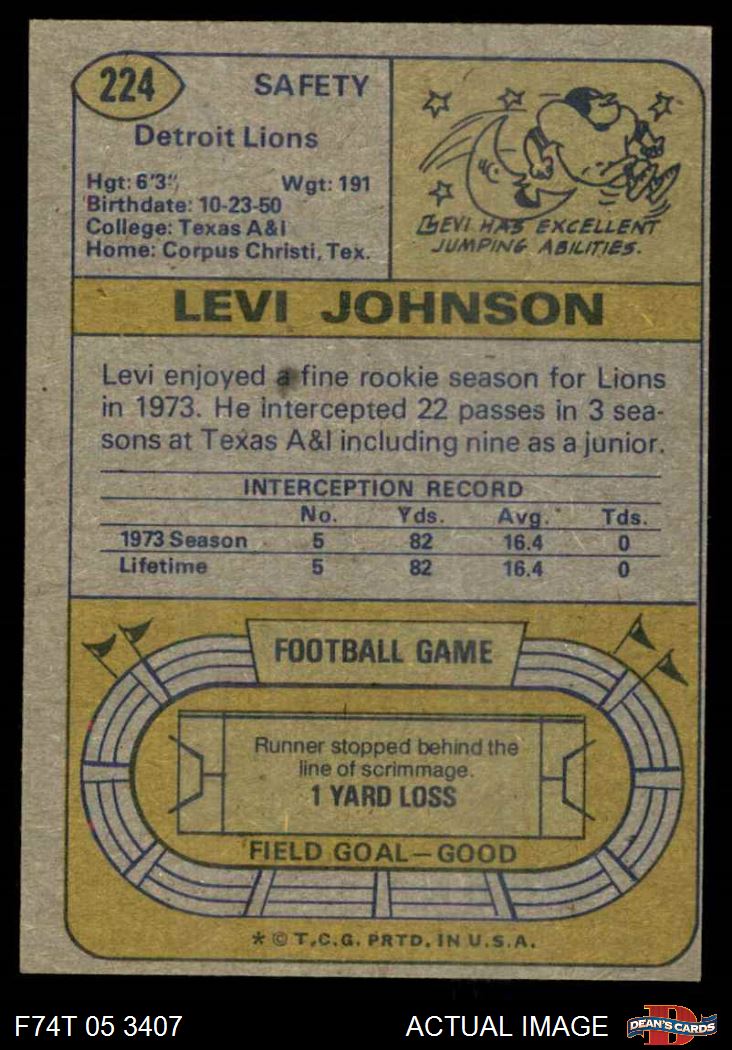 224
SAFETY
Detroit Lions
Hgt: 6'3" Wgt: 191
Birthdate: 10-23-50
College: Texas A&I
Home: Corpus Christi, Tex.
LEVI HAS EXCELLENT
JUMPING ABILITIES.
LEVI JOHNSON
Levi enjoyed a fine rookie season for Lions
in 1973. He intercepted 22 passes in 3 sea-
sons at Texas A&I including nine as a junior.
INTERCEPTION RECORD
No. Yds. Avg. Tds.
1973 Season 5 82 16.4 0
Lifetime 5 82 16.4 0
FOOTBALL GAME
Runner stopped behind the
line of scrimmage.
1 YARD LOSS
FIELD GOAL—GOOD
* © T.C.G. PRTD. IN U.S.A.
F74T 05 3407 ACTUAL IMAGE D DEAN'S CARDS